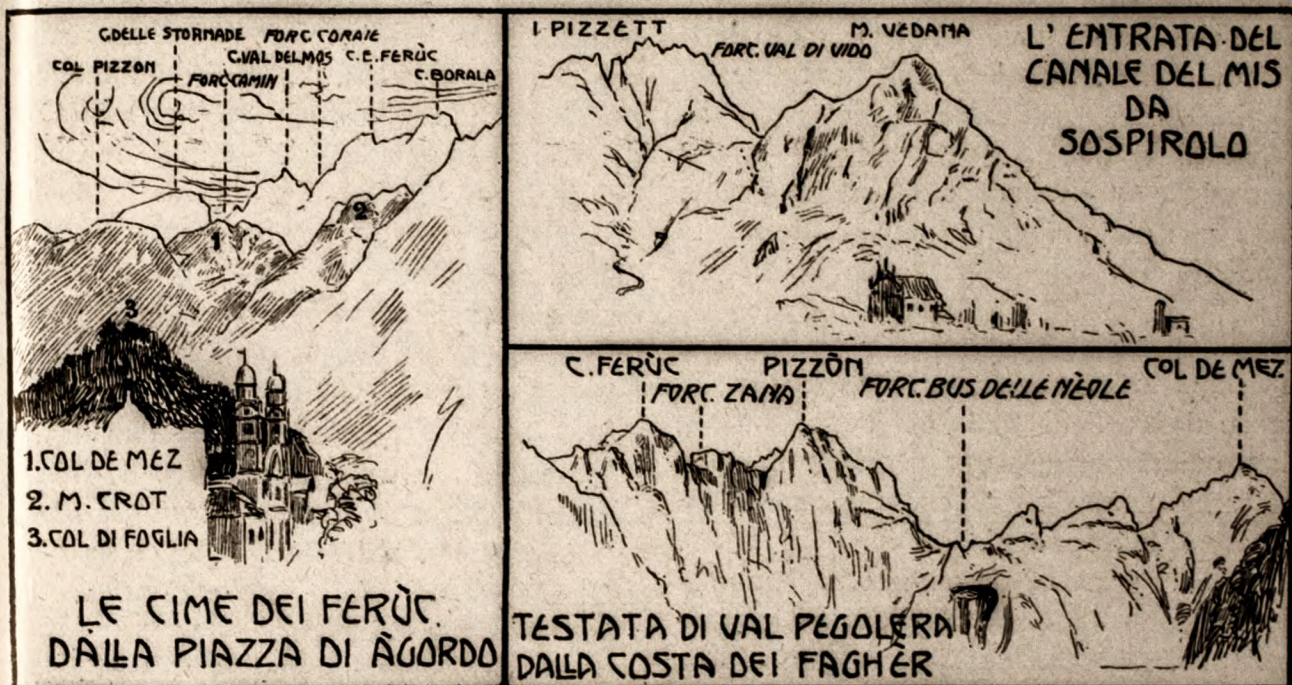 C.DELLE STORNADE FORC CORAIE
COL PIZZON FORC.CAMIN C.VAL DEL MOS C.E.FERÙC C.BORALA
2
1
3
1.COL DE MEZ
2. M. CROT
3.COL DI FOGLIA
LE CIME DEI FERÙC.
DALLA PIAZZA DI ÀGORDO
I PIZZETT FORC. VAL DI VIDO M. VEDANA
L' ENTRATA DEL
CANALE DEL MIS
DA
SOSPIROLO
C. FERÙC PIZZÒN COL DE MEZ.
FORC. ZANA FORC. BUS DELLE NÈOLE
TESTATA DI VAL PEGOLERA
DALLA COSTA DEI FAGHÈR